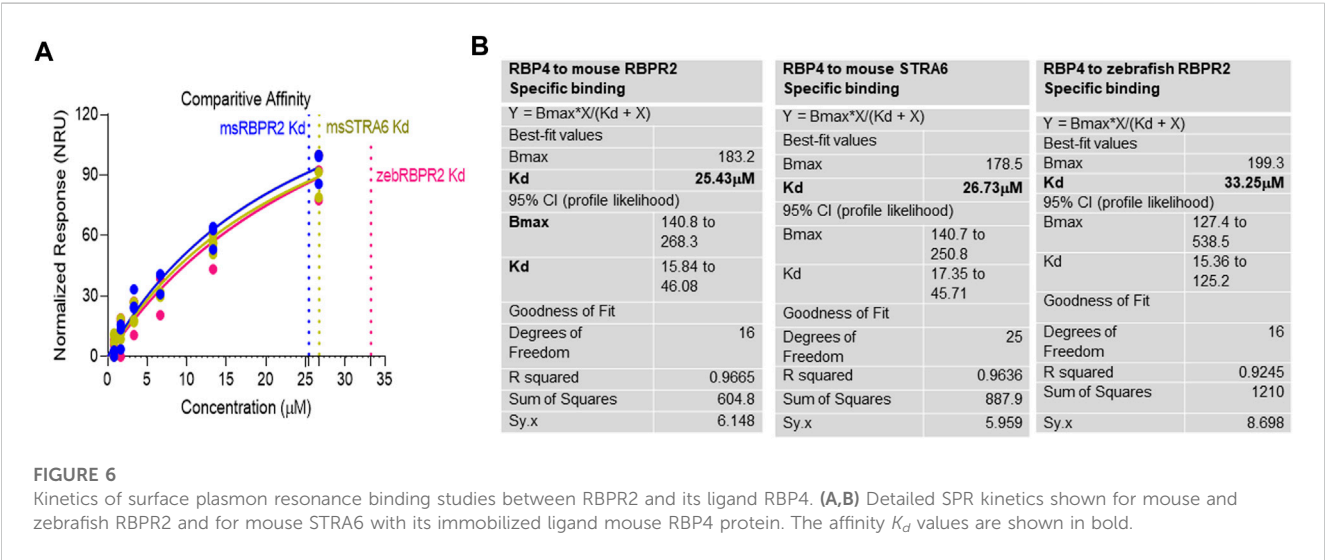 A
Comparitive Affinity
msRBPR2 Kd
msSTRA6 Kd
zebRBPR2 Kd
Normalized Response (NRU)
120
90
60
30
0
0 5 10 15 20 25 30 35
Concentration (μM)
B
RBP4 to mouse RBPR2
Specific binding
Y = Bmax*X/(Kd + X)
Best-fit values
Bmax 183.2
Kd 25.43μM
95% CI (profile likelihood)
Bmax 140.8 to
268.3
Kd 15.84 to
46.08
Goodness of Fit
Degrees of 16
Freedom
R squared 0.9665
Sum of Squares 604.8
Sy.x 6.148
RBP4 to mouse STRA6
Specific binding
Y = Bmax*X/(Kd + X)
Best-fit values
Bmax 178.5
Kd 26.73μM
95% CI (profile likelihood)
Bmax 140.7 to
250.8
Kd 17.35 to
45.71
Goodness of Fit
Degrees of 25
Freedom
R squared 0.9636
Sum of Squares 887.9
Sy.x 5.959
RBP4 to zebrafish RBPR2
Specific binding
Y = Bmax*X/(Kd + X)
Best-fit values
Bmax 199.3
Kd 33.25μM
95% CI (profile likelihood)
Bmax 127.4 to
538.5
Kd 15.36 to
125.2
Goodness of Fit
Degrees of 16
Freedom
R squared 0.9245
Sum of Squares 1210
Sy.x 8.698
FIGURE 6
Kinetics of surface plasmon resonance binding studies between RBPR2 and its ligand RBP4. (A,B) Detailed SPR kinetics shown for mouse and
zebrafish RBPR2 and for mouse STRA6 with its immobilized ligand mouse RBP4 protein. The affinity Kd values are shown in bold.